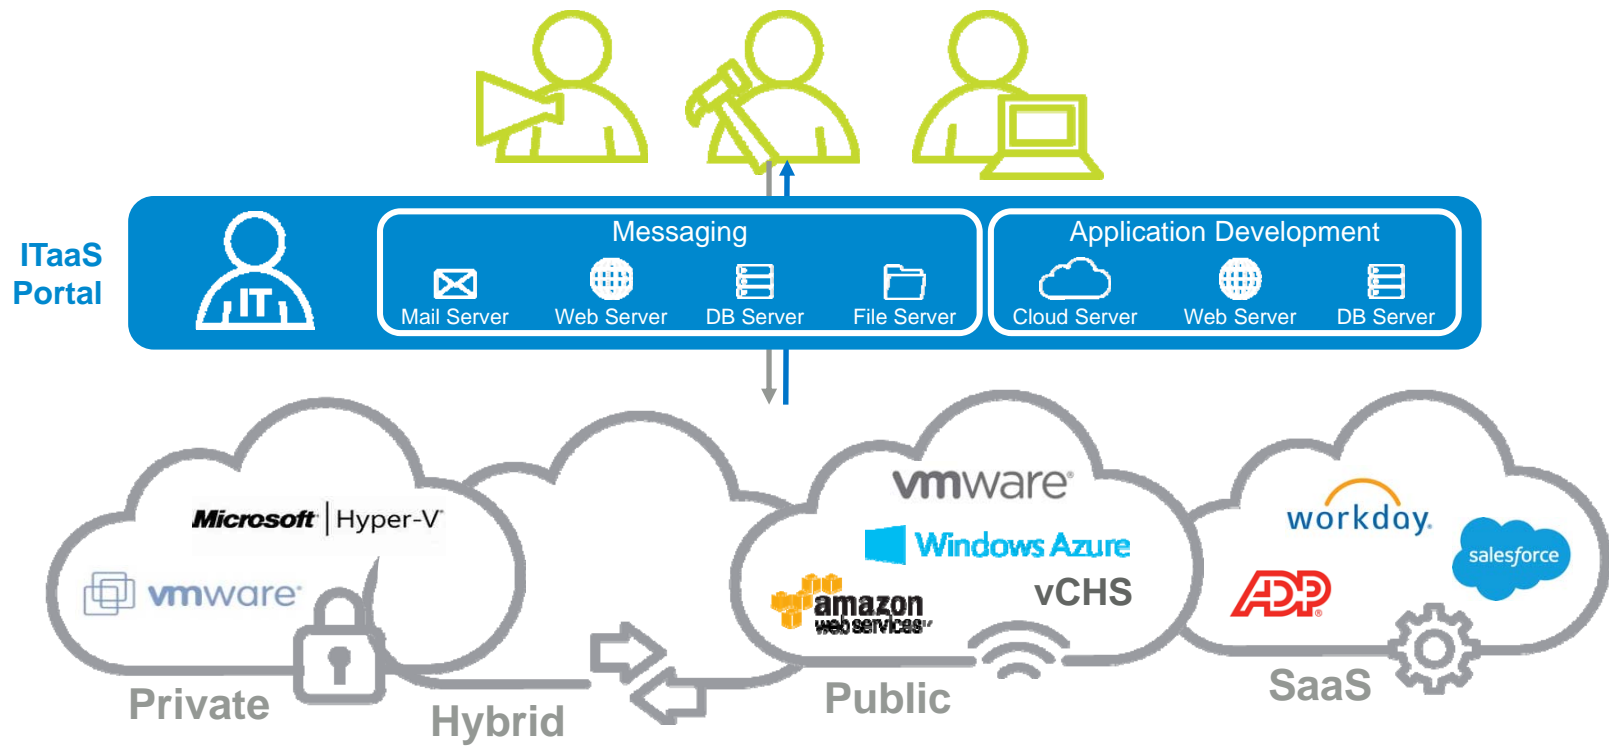 ITaaS
Portal
IT
Messaging
Mail Server
Web Server
DB Server
File Server
Application Development
Cloud Server
Web Server
DB Server
Microsoft | Hyper-V
vmware
Private
Hybrid
vmware
Windows Azure
vCHS
amazon
web services
Public
workday.
salesforce
ADP
SaaS